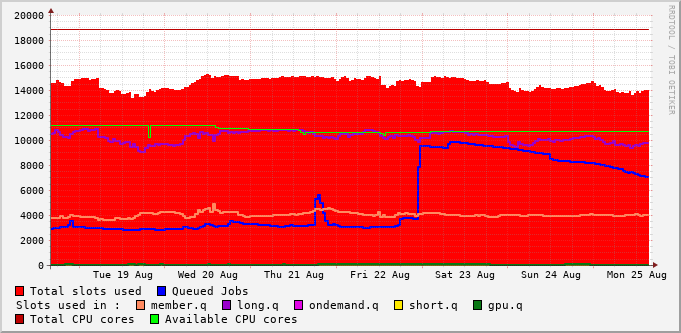 20000
18000
16000
14000
12000
10000
8000
6000
4000
2000
0
Tue 19 Aug Wed 20 Aug Thu 21 Aug Fri 22 Aug Sat 23 Aug Sun 24 Aug Mon 25 Aug
Total slots used Queued Jobs
Slots used in : member.q long.q ondemand.q short.q gpu.q
Total CPU cores Available CPU cores
RRDTOOL / TOBI OETIKER